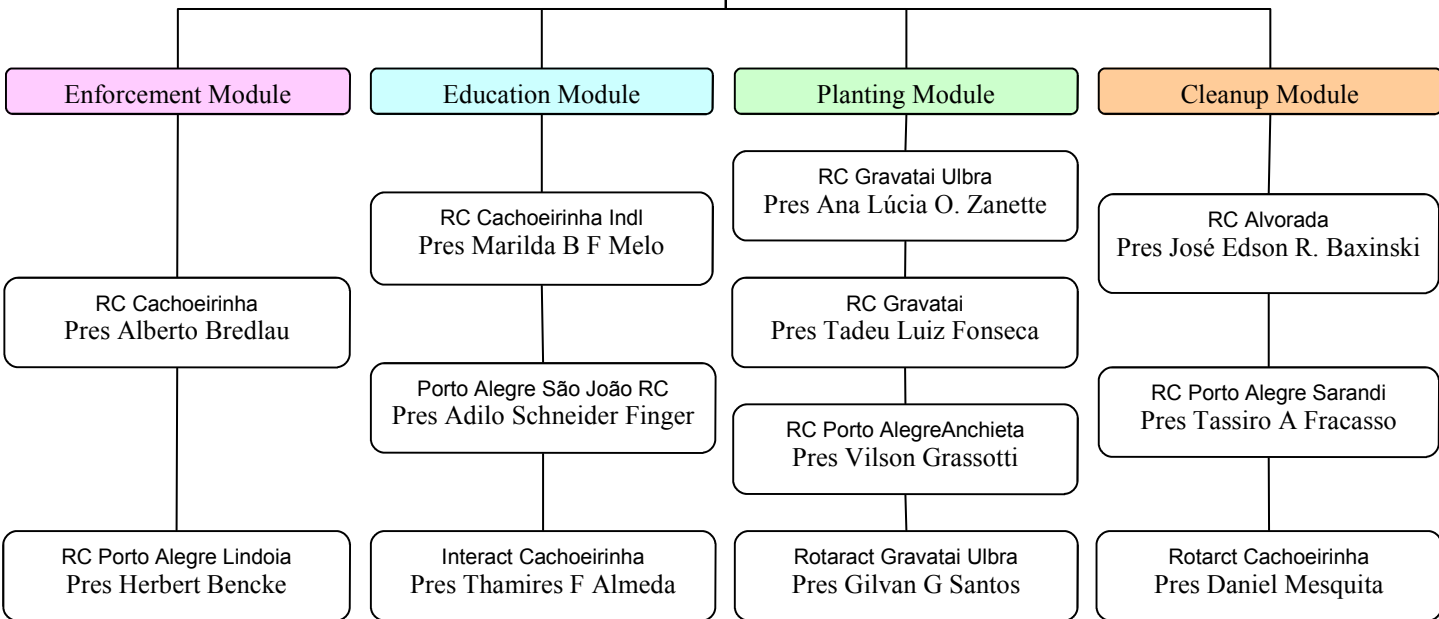 Enforcement Module
Education Module
Planting Module
Cleanup Module
RC Cachoeirinha
Pres Alberto Bredlau
RC Porto Alegre Lindoia
Pres Herbert Bencke
RC Cachoeirinha Indl
Pres Marilda B F Melo
Porto Alegre São João RC
Pres Adilo Schneider Finger
Interact Cachoeirinha
Pres Thamires F Almeda
RC Gravatai Ulbra
Pres Ana Lúcia O. Zanette
RC Gravatai
Pres Tadeu Luiz Fonseca
RC Porto AlegreAnchieta
Pres Vilson Grassotti
Rotaract Gravatai Ulbra
Pres Gilvan G Santos
RC Alvorada
Pres José Edson R. Baxinski
RC Porto Alegre Sarandi
Pres Tassiro A Fracasso
Rotarct Cachoeirinha
Pres Daniel Mesquita